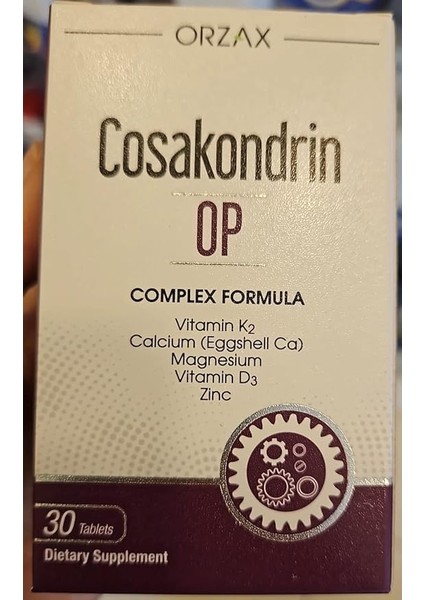 ORZAX
Cosakondrin
OP
COMPLEX FORMULA
Vitamin K₂
Calcium (Eggshell Ca)
Magnesium
Vitamin D₃
Zinc
30 Tablets
Dietary Supplement